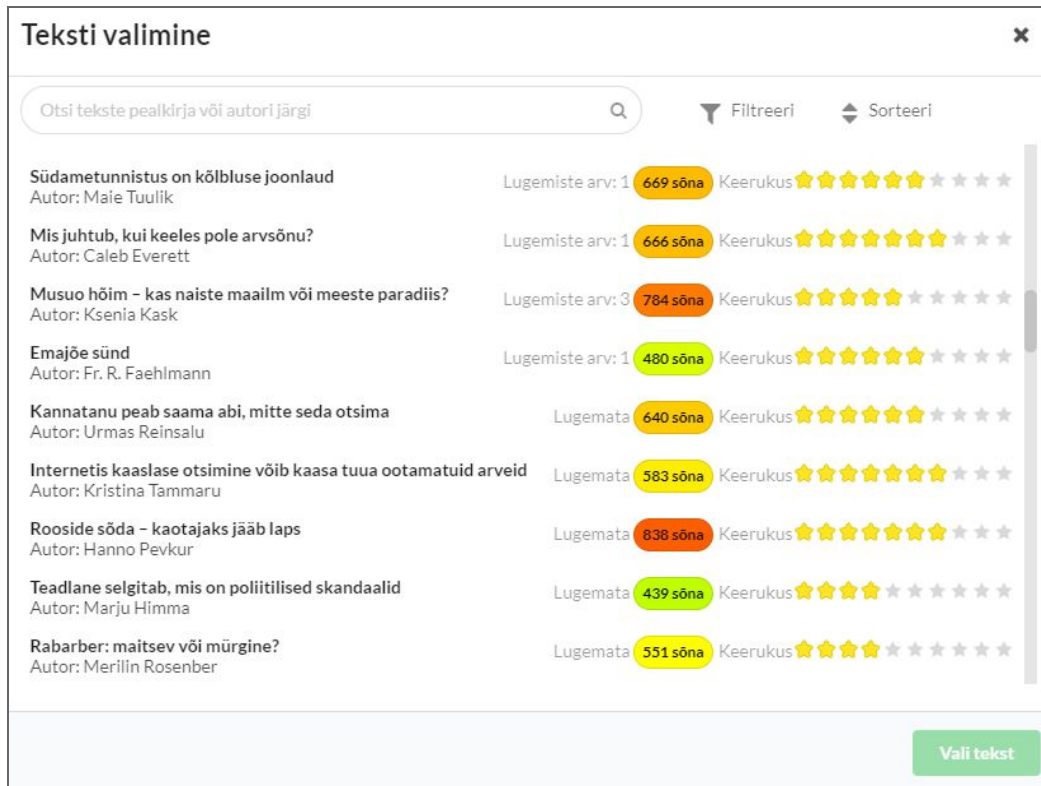 Teksti valimine
Otsi tekste pealkirja või autori järgi
Filtreeri
Sorteeri
Südametunnistus on kõlbluse joonlaud
Autor: Maie Tuulik
Lugemiste arv: 1 669 sõna Keerukus
Mis juhtub, kui keeles pole arvsõnu?
Autor: Caleb Everett
Lugemiste arv: 1 666 sõna Keerukus
Musuo hõim – kas naiste maailm või meeste paradiis?
Autor: Ksenia Kask
Lugemiste arv: 3 784 sõna Keerukus
Emajõe sünd
Autor: Fr. R. Faehlmann
Lugemiste arv: 1 480 sõna Keerukus
Kannatanu peab saama abi, mitte seda otsima
Autor: Urmas Reinsalu
Lugemata 640 sõna Keerukus
Internetis kaaslase otsimine võib kaasa tuua ootamatuid arveid
Autor: Kristina Tammaru
Lugemata 583 sõna Keerukus
Rooside sõda – kaotajaks jääb laps
Autor: Hanno Pevkur
Lugemata 838 sõna Keerukus
Teadlane selgitab, mis on poliitilised skandaalid
Autor: Marju Himma
Lugemata 439 sõna Keerukus
Rabarber: maitsev või mürgine?
Autor: Merilin Rosenber
Lugemata 551 sõna Keerukus
Vali tekst